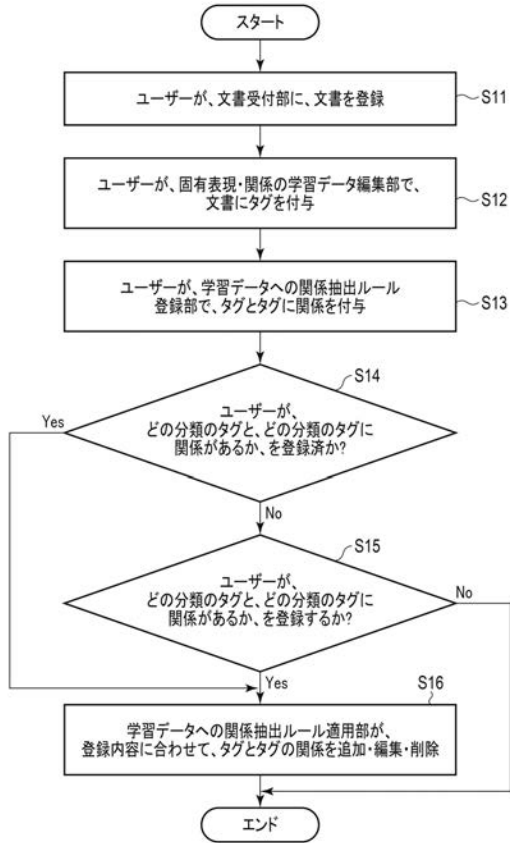 スタート
ユーザーが、文書受付部に、文書を登録
S11
ユーザーが、固有表現・関係の学習データ編集部で、
文書にタグを付与
S12
ユーザーが、学習データへの関係抽出ルール
登録部で、タグとタグに関係を付与
S13
S14
Yes
ユーザーが、
どの分類のタグと、どの分類のタグに
関係があるか、を登録済か?
No
S15
ユーザーが、
どの分類のタグと、どの分類のタグに
関係があるか、を登録するか?
No
Yes
S16
学習データへの関係抽出ルール適用部が、
登録内容に合わせて、タグとタグの関係を追加・編集・削除
エンド